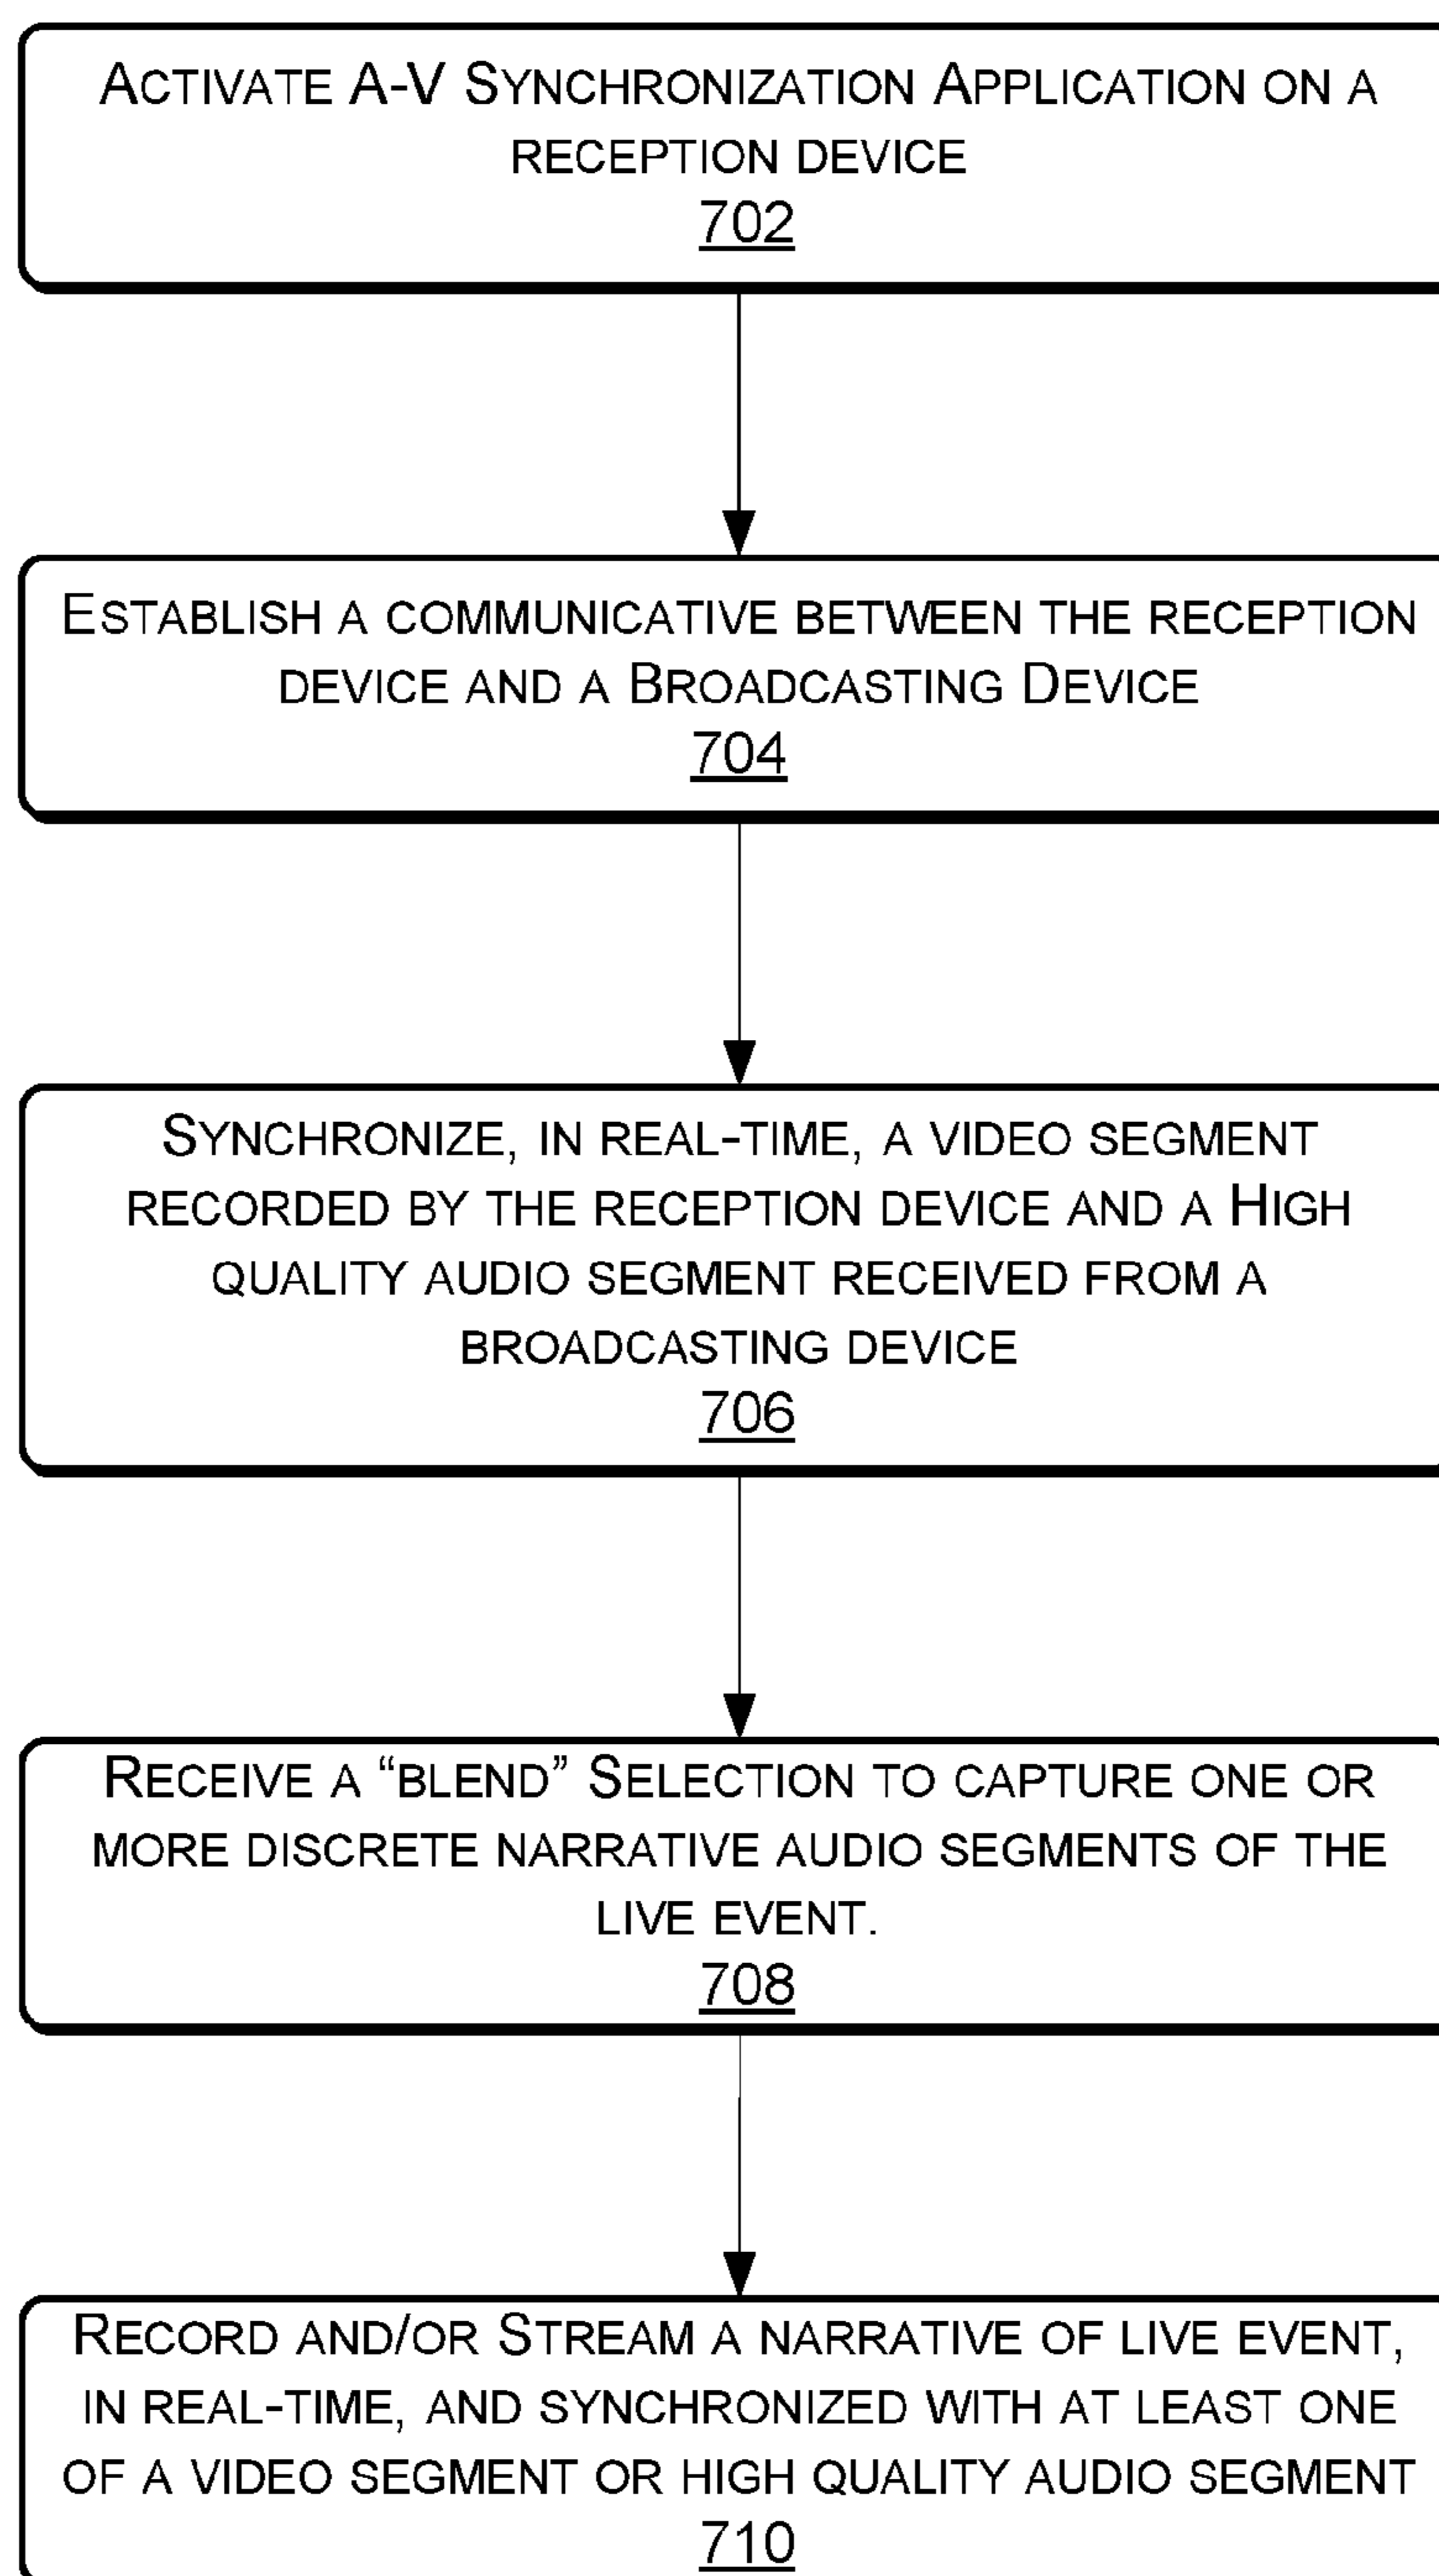 ACTIVATE A-V SYNCHRONIZATION APPLICATION ON A
RECEPTION DEVICE
702
ESTABLISH A COMMUNICATIVE BETWEEN THE RECEPTION
DEVICE AND A BROADCASTING DEVICE
704
SYNCHRONIZE, IN REAL-TIME, A VIDEO SEGMENT
RECORDED BY THE RECEPTION DEVICE AND A HIGH
QUALITY AUDIO SEGMENT RECEIVED FROM A
BROADCASTING DEVICE
706
RECEIVE A “BLEND” SELECTION TO CAPTURE ONE OR
MORE DISCRETE NARRATIVE AUDIO SEGMENTS OF THE
LIVE EVENT.
708
RECORD AND/OR STREAM A NARRATIVE OF LIVE EVENT,
IN REAL-TIME, AND SYNCHRONIZED WITH AT LEAST ONE
OF A VIDEO SEGMENT OR HIGH QUALITY AUDIO SEGMENT
710